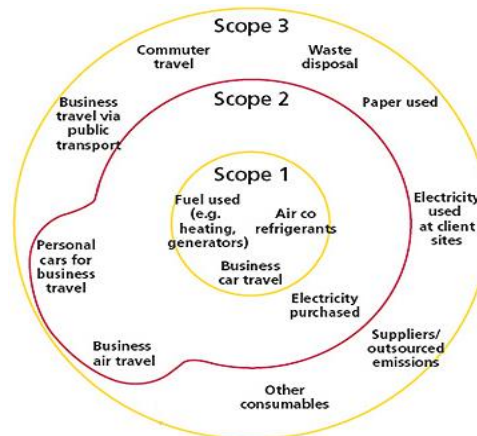 Scope 3
Commuter
travel
Waste
disposal
Business
travel via
public
transport
Scope 2
Paper used
Scope 1
Fuel used
(e.g.
heating,
generators)
Air co
refrigerants
Electricity
used
at client
sites
Personal
cars for
business
travel
Business
car travel
Electricity
purchased
Business
air travel
Suppliers/
outsourced
emissions
Other
consumables